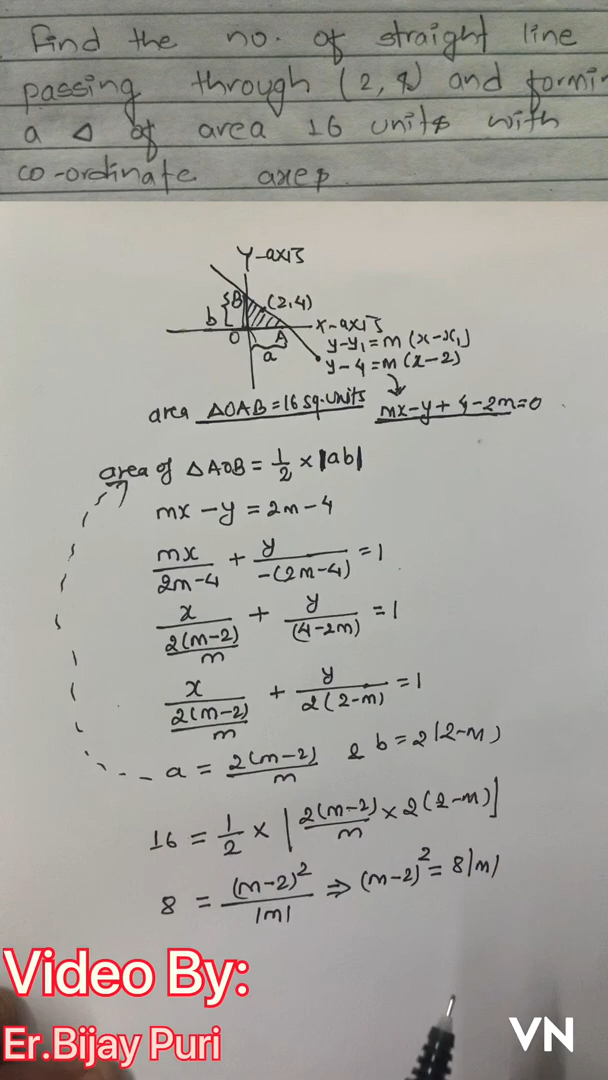 Find the no. of straight line
passing through (2,4) and formin
a Δ of area 16 units with
co-ordinate axes.
Y-axis
B
(2,4)
b
O
A
x-axis
a
y-y₁=m(x-x₁)
y-4=m(x-2)
area ΔOAB=16 sq.units
mx-y+4-2m=0
area of ΔAOB = 1/2 × |ab|
mx - y = 2m - 4
mx/(2m-4) + y/-(2m-4) = 1
x/(2(m-2)/m) + y/(4-2m) = 1
x/(2(m-2)/m) + y/2(2-m) = 1
a = 2(m-2)/m & b = 2(2-m)
16 = 1/2 × |2(m-2)/m × 2(2-m)|
8 = (m-2)²/|m| ⇒ (m-2)² = 8|m|
Video By:
Er.Bijay Puri
VN